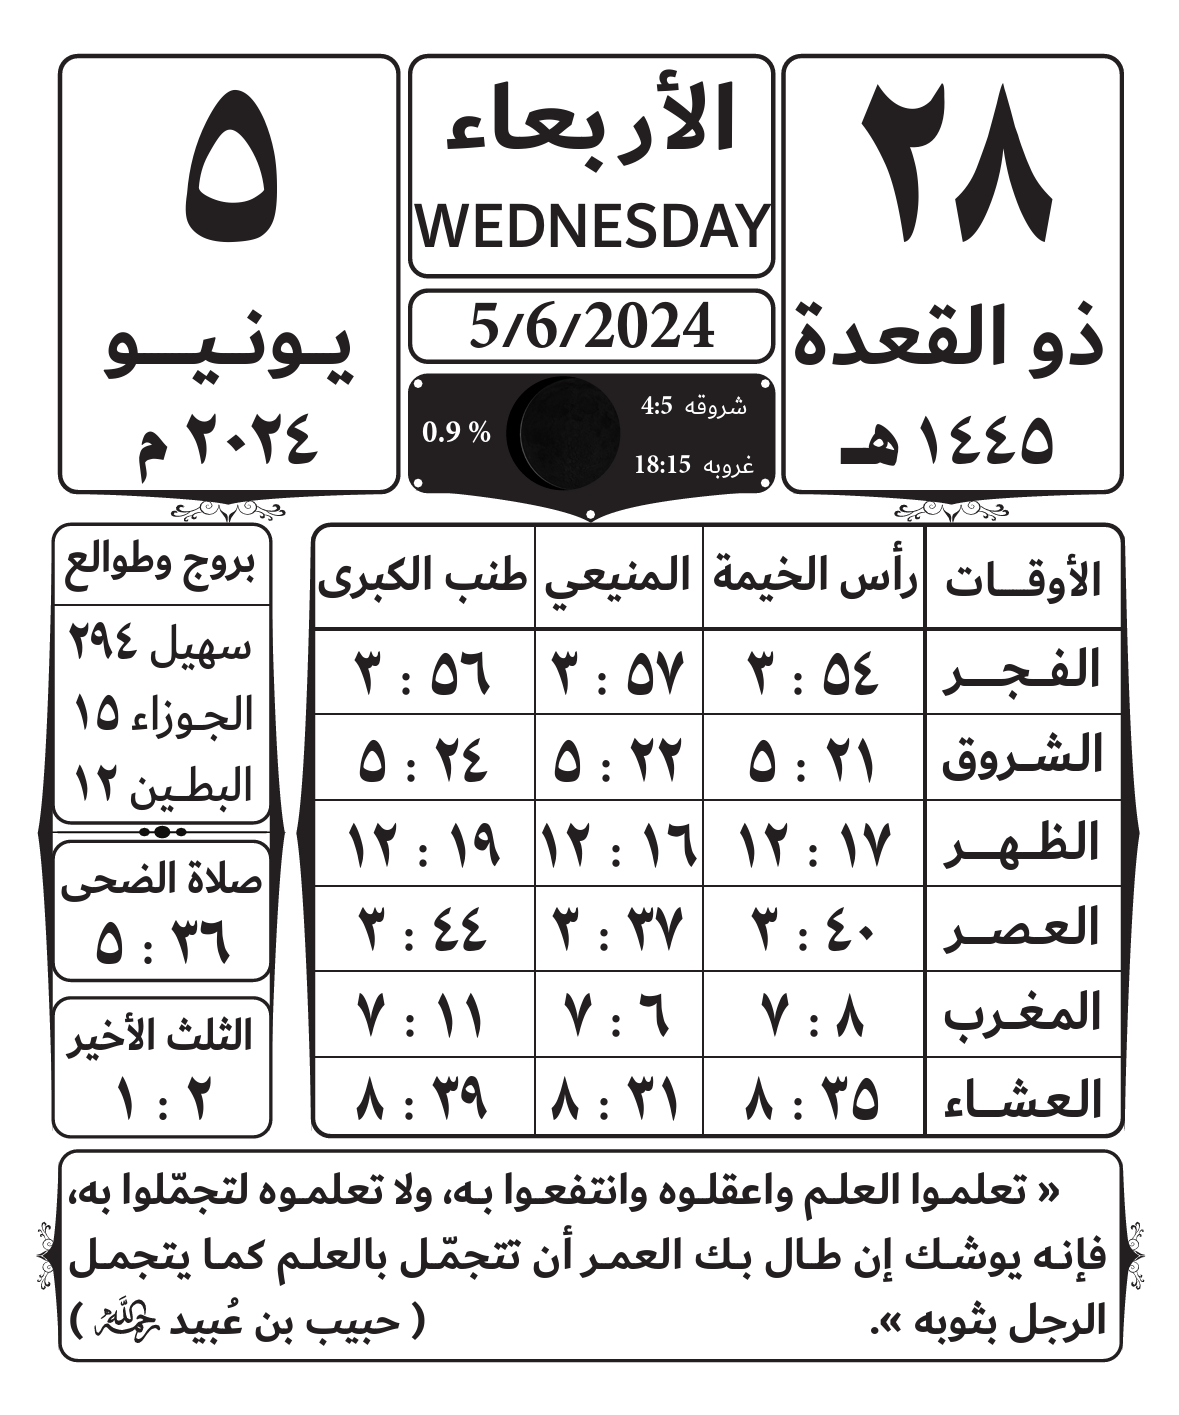 ٢٨
ذو القعدة
١٤٤٥ هـ
الأربعاء
WEDNESDAY
5/6/2024
شروقه 4:5
0.9 %
غروبه 18:15
٥
يونيو
٢٠٢٤ م
الأوقات رأس الخيمة المنيعي طنب الكبرى
الفجر ٥٤ : ٣ ٥٧ : ٣ ٥٦ : ٣
الشروق ٢١ : ٥ ٢٢ : ٥ ٢٤ : ٥
الظهر ١٧ : ١٢ ١٦ : ١٢ ١٩ : ١٢
العصر ٤٠ : ٣ ٣٧ : ٣ ٤٤ : ٣
المغرب ٨ : ٧ ٦ : ٧ ١١ : ٧
العشاء ٣٥ : ٨ ٣١ : ٨ ٣٩ : ٨
بروج وطوالع
سهيل ٢٩٤
الجوزاء ١٥
البطين ١٢
صلاة الضحى
٣٦ : ٥
الثلث الأخير
٢ : ١
« تعلموا العلم واعقلوه وانتفعوا به، ولا تعلموه لتجمّلوا به،
فإنه يوشك إن طال بك العمر أن تتجمّل بالعلم كما يتجمل
الرجل بثوبه ». ( حبيب بن عُبيد رحمه الله )